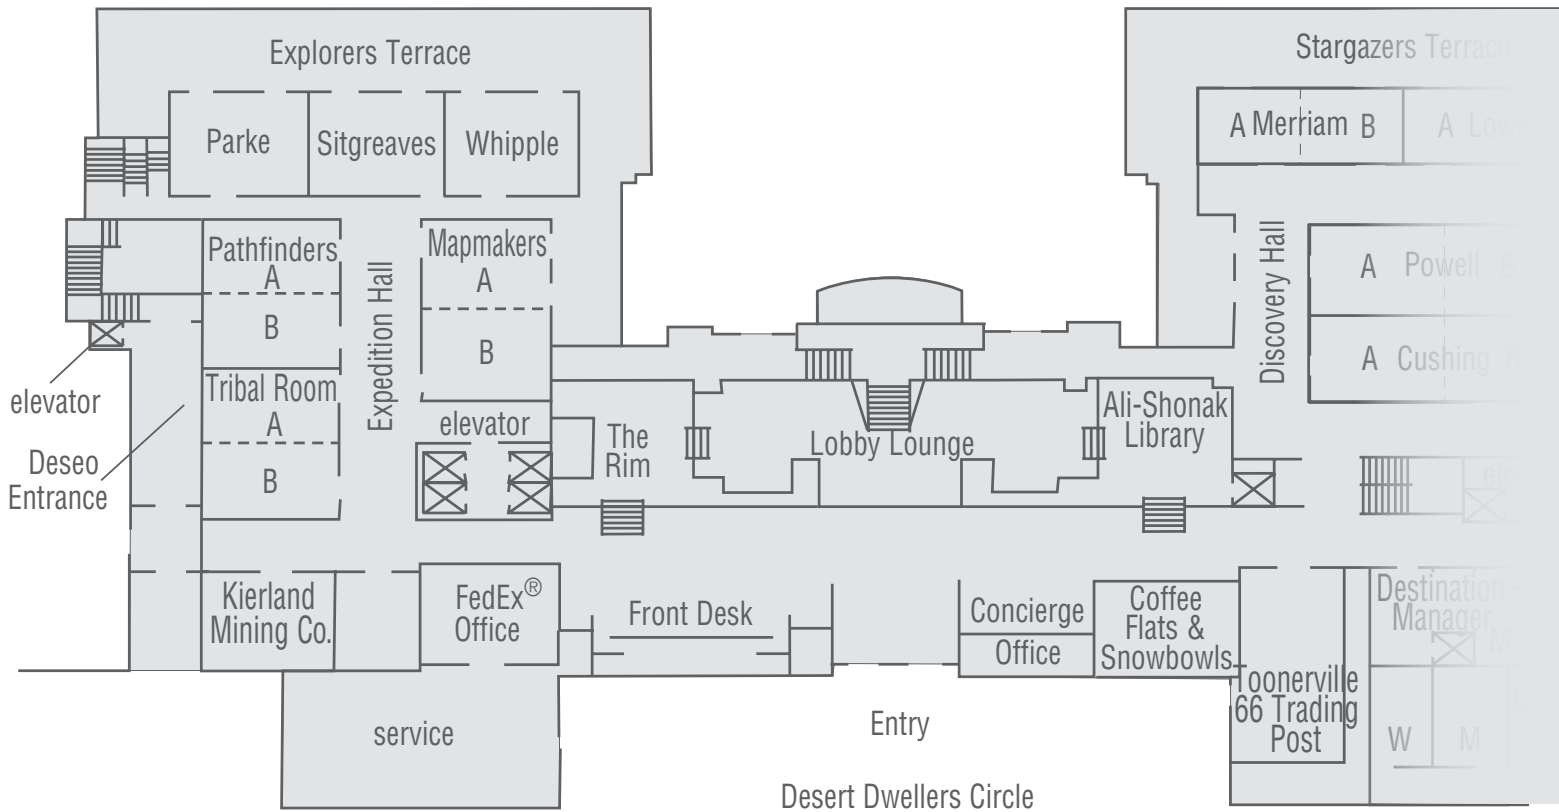 Explorers Terrace
Stargazers Terrace
Parke
Sitgreaves
Whipple
A Merriam B
A
Pathfinders
A
B
Mapmakers
A
B
Expedition Hall
Discovery Hall
A Powell B
A Cushing B
elevator
Tribal Room
A
B
Deseo
Entrance
elevator
The
Rim
Lobby Lounge
Ali-Shonak
Library
Kierland
Mining Co.
FedEx®
Office
Front Desk
Concierge
Office
Coffee
Flats &
Snowbowls
Toonerville
66 Trading
Post
Destination
Manager
M
W
M
service
Entry
Desert Dwellers Circle